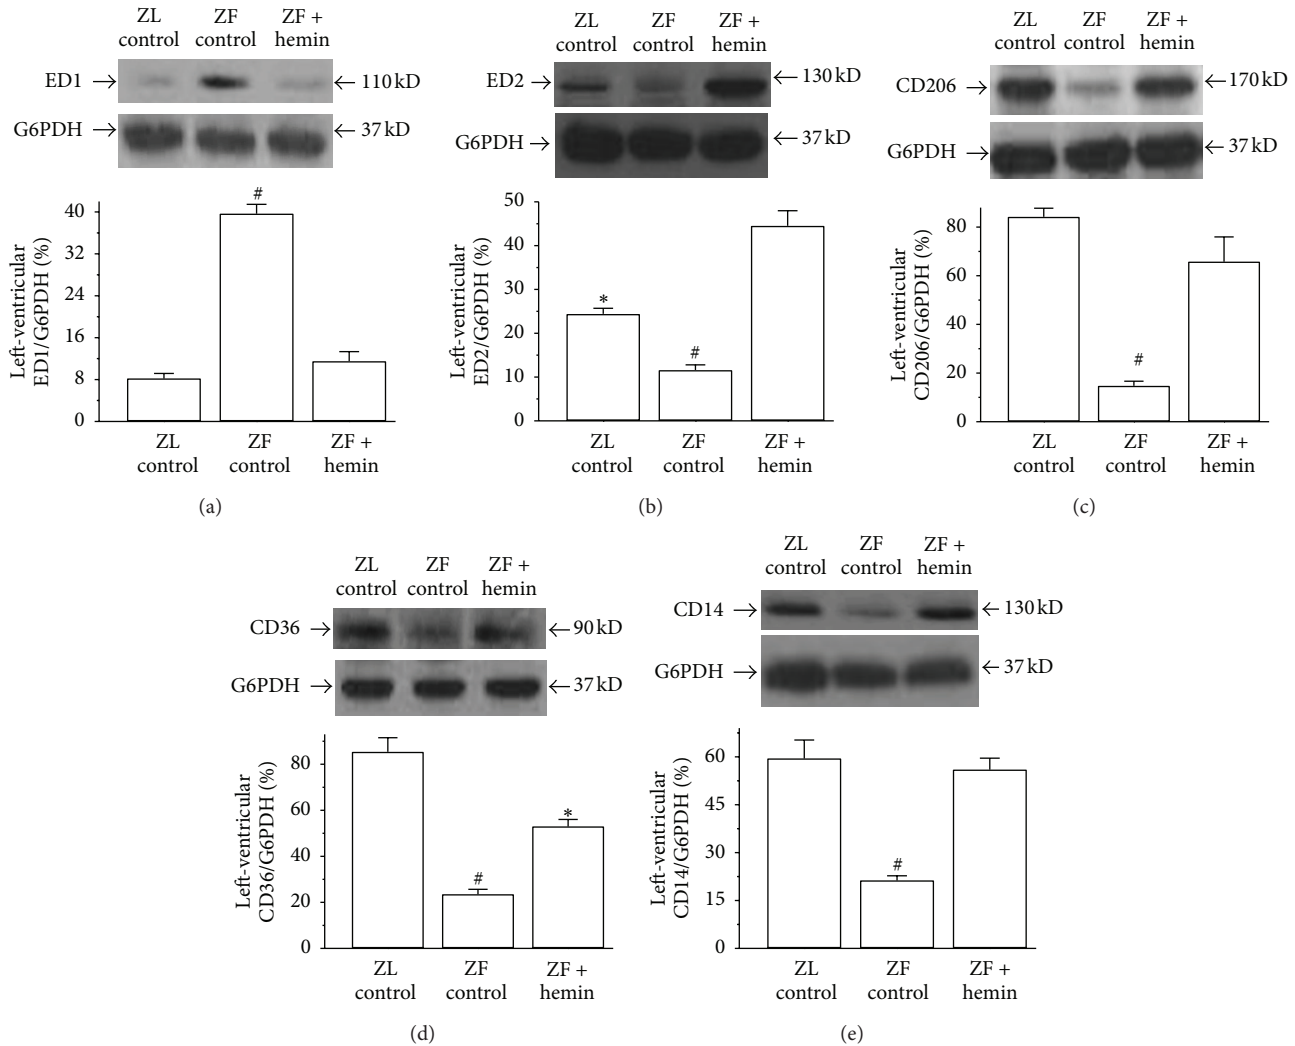 ZL control
ZF control
ZF + hemin
ED1
110 kD
G6PDH
37 kD
Left-ventricular
ED1/G6PDH (%)
40
32
24
16
8
0
#
ZL control
ZF control
ZF + hemin
(a)
ZL control
ZF control
ZF + hemin
ED2
130 kD
G6PDH
37 kD
Left-ventricular
ED2/G6PDH (%)
50
40
30
20
10
0
*
#
ZL control
ZF control
ZF + hemin
(b)
ZL control
ZF control
ZF + hemin
CD206
170 kD
G6PDH
37 kD
Left-ventricular
CD206/G6PDH (%)
80
60
40
20
0
#
ZL control
ZF control
ZF + hemin
(c)
ZL control
ZF control
ZF + hemin
CD36
90 kD
G6PDH
37 kD
Left-ventricular
CD36/G6PDH (%)
80
60
40
20
0
#
*
ZL control
ZF control
ZF + hemin
(d)
ZL control
ZF control
ZF + hemin
CD14
130 kD
G6PDH
37 kD
Left-ventricular
CD14/G6PDH (%)
60
45
30
15
0
#
ZL control
ZF control
ZF + hemin
(e)